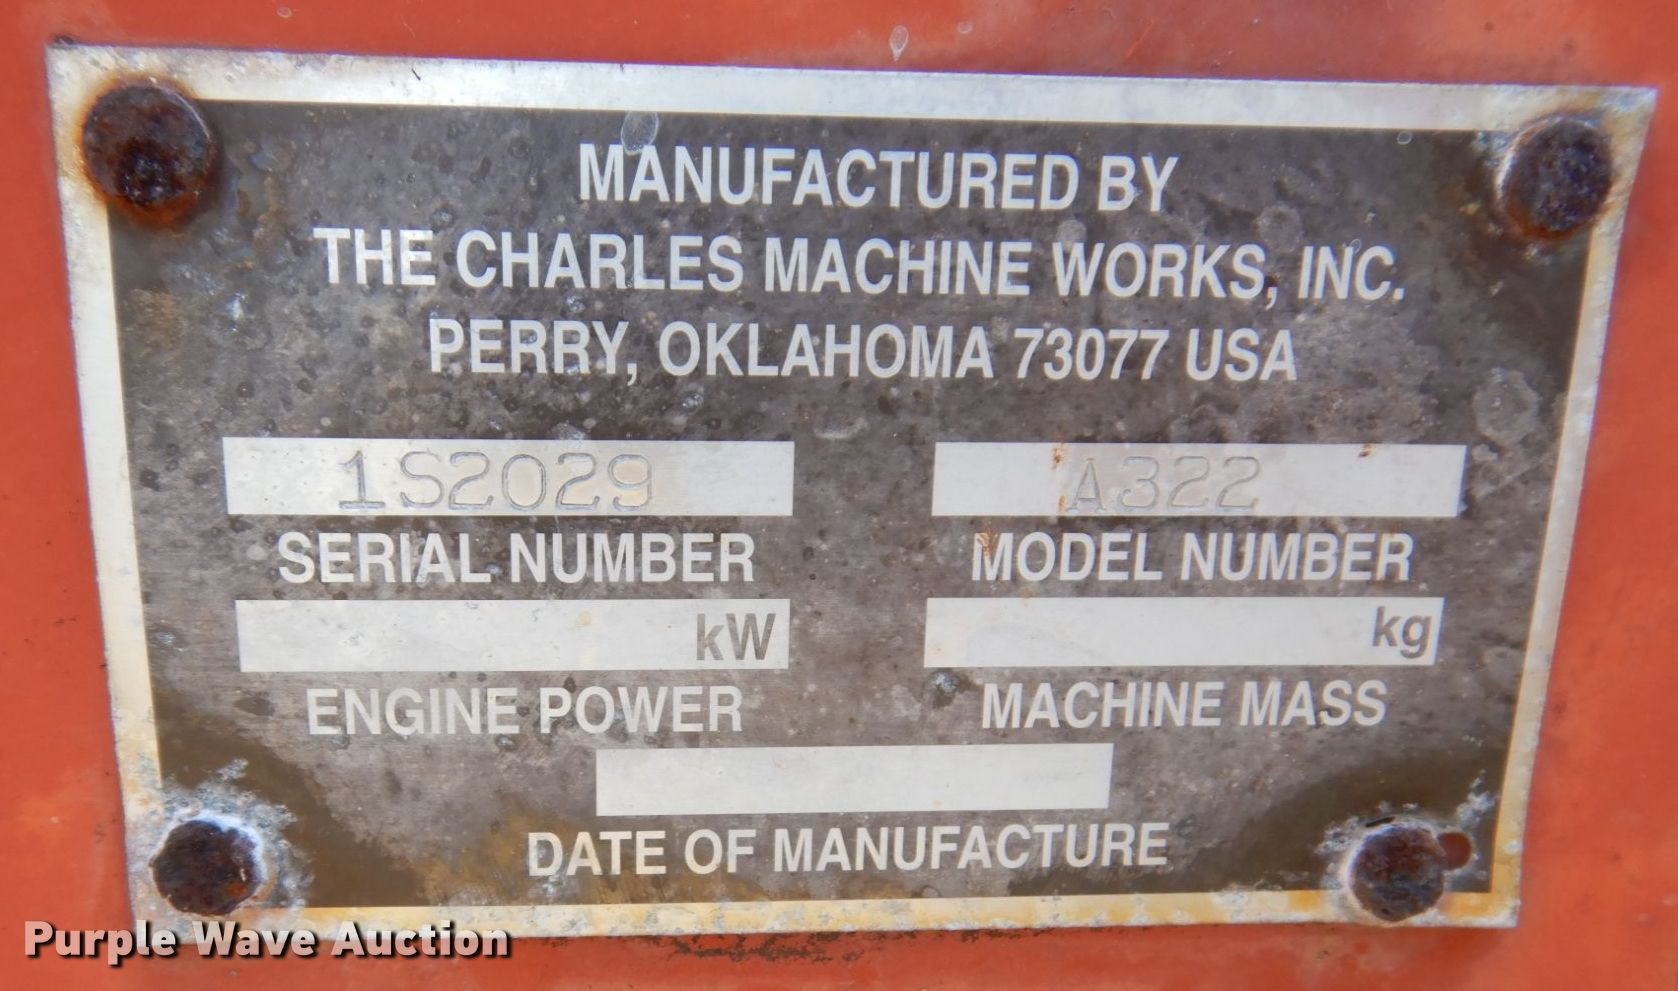 MANUFACTURED BY
THE CHARLES MACHINE WORKS, INC.
PERRY, OKLAHOMA 73077 USA
1S2029 A322
SERIAL NUMBER MODEL NUMBER
kW kg
ENGINE POWER MACHINE MASS
DATE OF MANUFACTURE
Purple Wave Auction